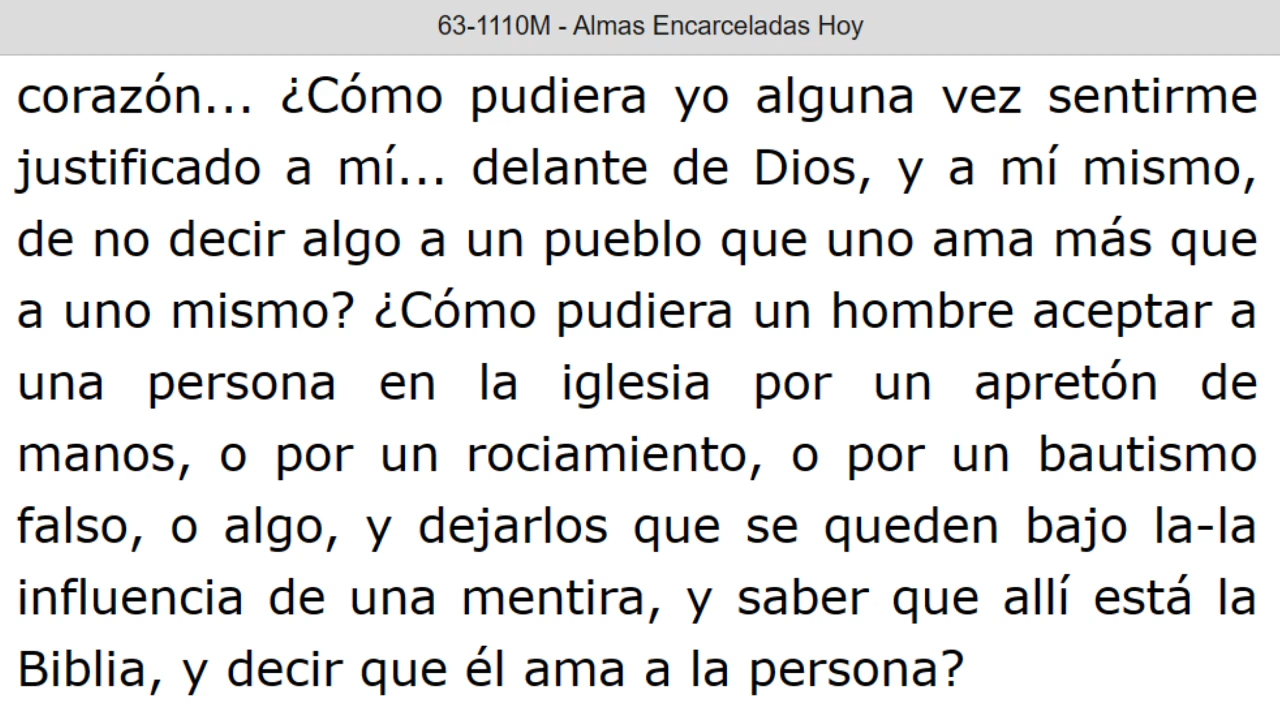 63-1110M - Almas Encarceladas Hoy
corazón... ¿Cómo pudiera yo alguna vez sentirme
justificado a mí... delante de Dios, y a mí mismo,
de no decir algo a un pueblo que uno ama más que
a uno mismo? ¿Cómo pudiera un hombre aceptar a
una persona en la iglesia por un apretón de
manos, o por un rociamiento, o por un bautismo
falso, o algo, y dejarlos que se queden bajo la-la
influencia de una mentira, y saber que allí está la
Biblia, y decir que él ama a la persona?